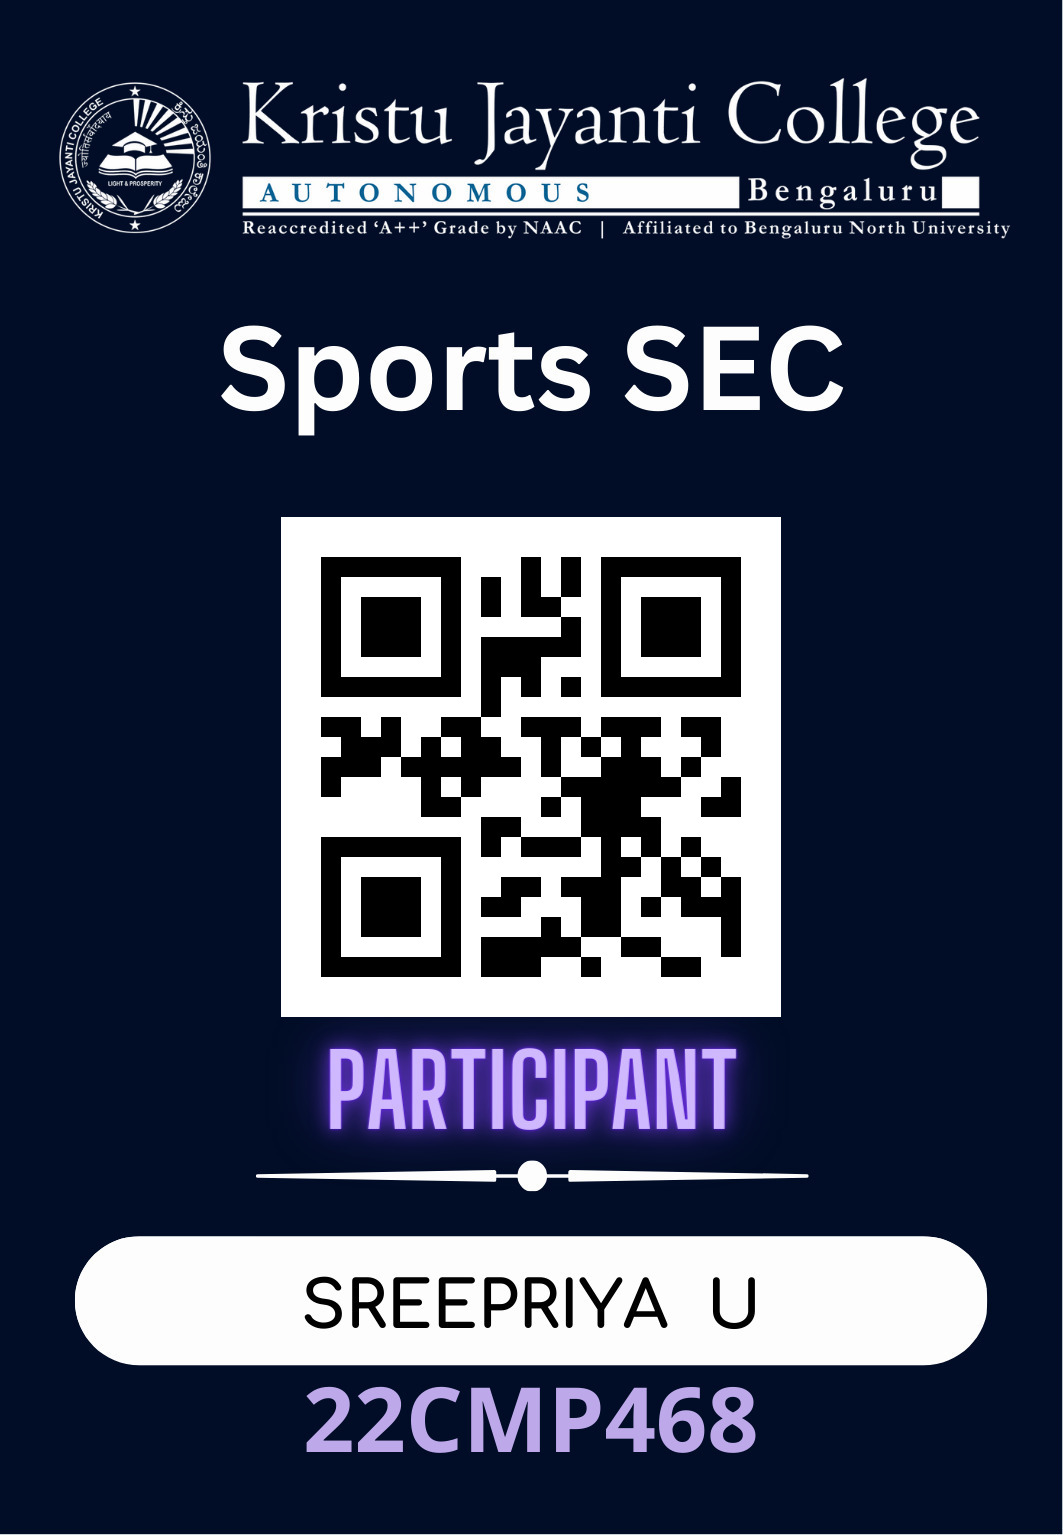 KRISTU JAYANTI COLLEGE
LIGHT & PROSPERITY
Kristu Jayanti College
AUTONOMOUS Bengaluru
Reaccredited ‘A++’ Grade by NAAC | Affiliated to Bengaluru North University
Sports SEC
PARTICIPANT
SREEPRIYA U
22CMP468